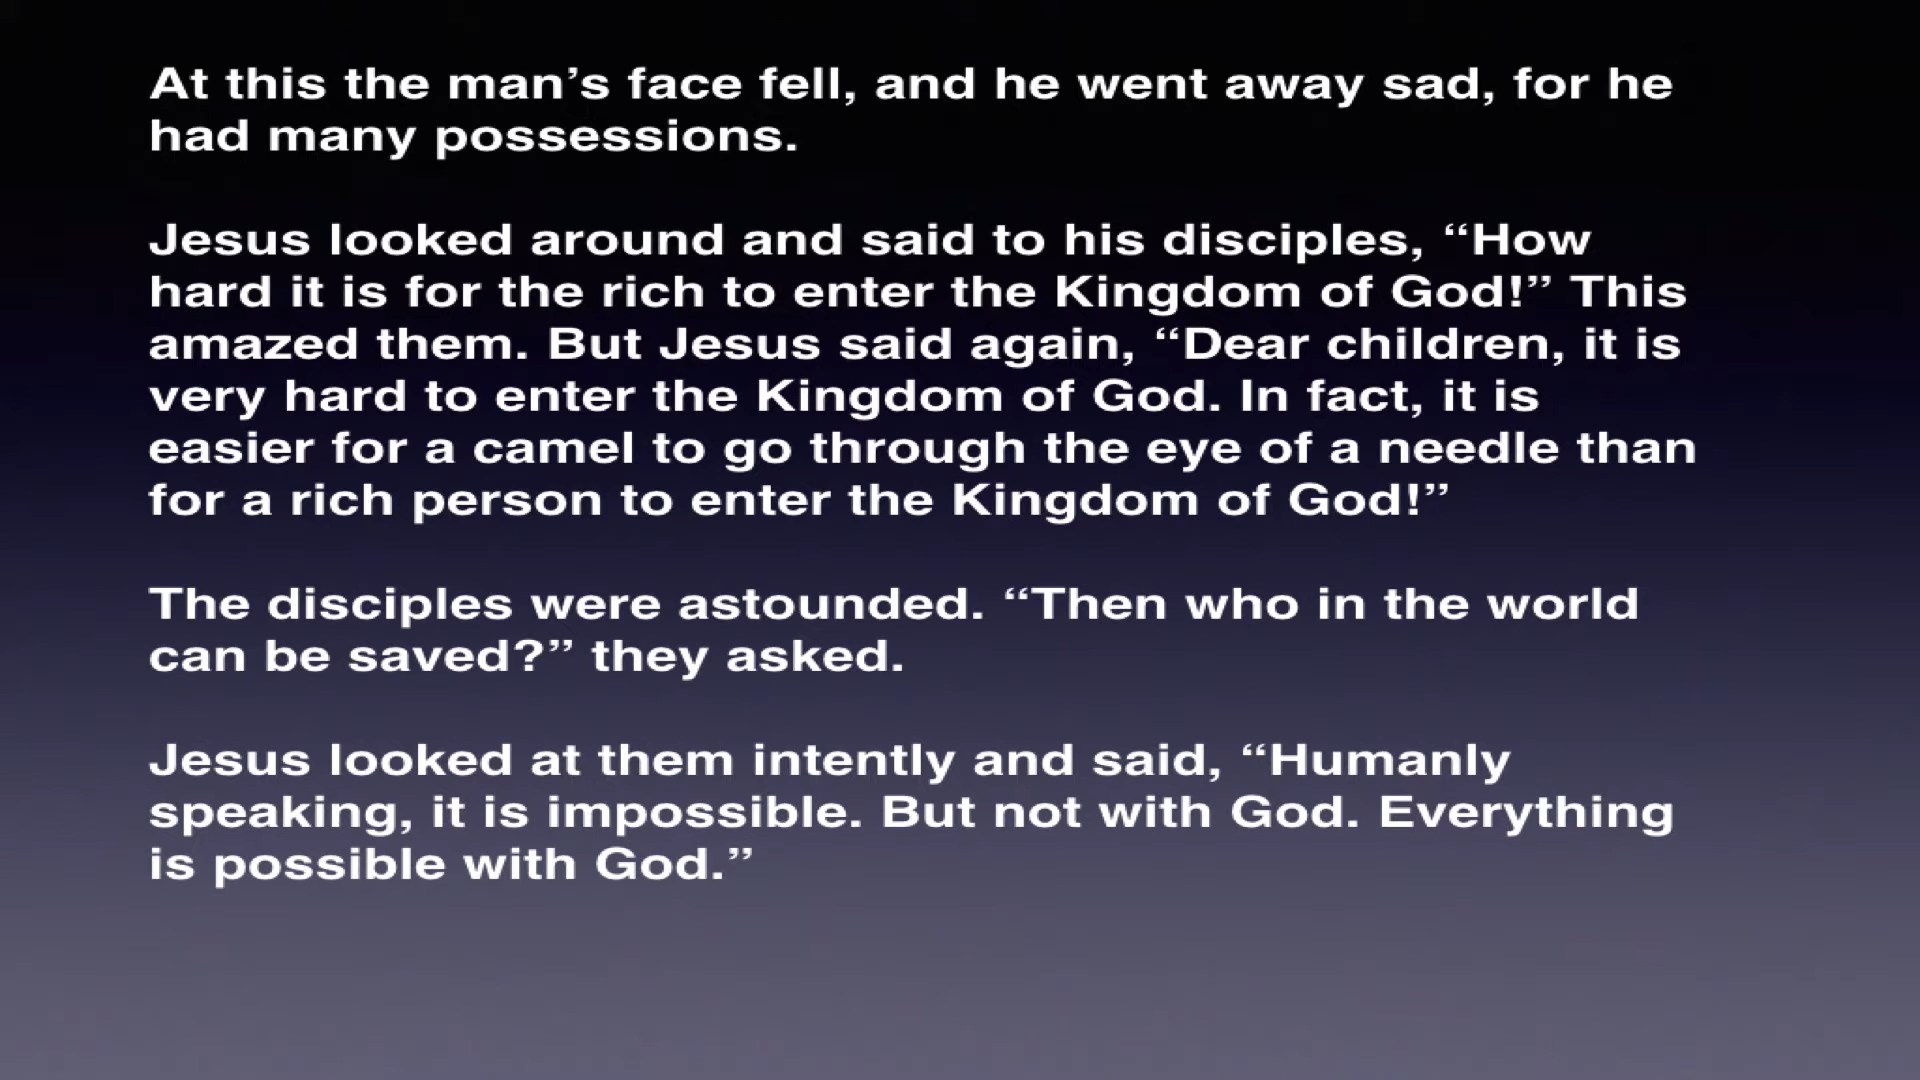 At this the man’s face fell, and he went away sad, for he
had many possessions.
Jesus looked around and said to his disciples, “How
hard it is for the rich to enter the Kingdom of God!” This
amazed them. But Jesus said again, “Dear children, it is
very hard to enter the Kingdom of God. In fact, it is
easier for a camel to go through the eye of a needle than
for a rich person to enter the Kingdom of God!”
The disciples were astounded. “Then who in the world
can be saved?” they asked.
Jesus looked at them intently and said, “Humanly
speaking, it is impossible. But not with God. Everything
is possible with God.”